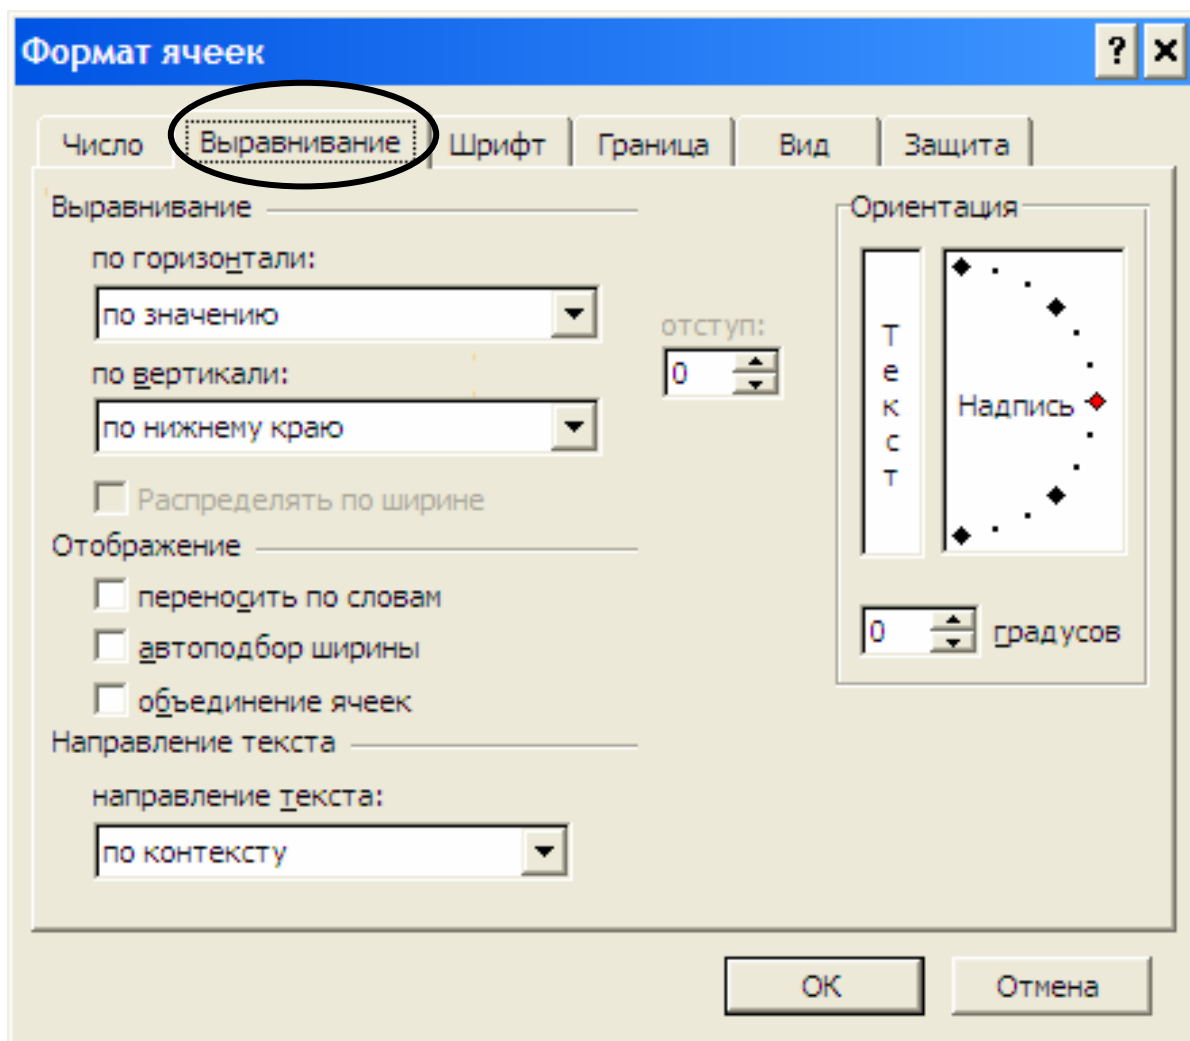 Формат ячеек
Число Выравнивание Шрифт Граница Вид Защита
Выравнивание
по горизонтали:
по значению
отступ:
0
по вертикали:
по нижнему краю
Распределять по ширине
Отображение
переносить по словам
автоподбор ширины
объединение ячеек
Направление текста
направление текста:
по контексту
Ориентация
Текст
Надпись
0 градусов
ОК Отмена